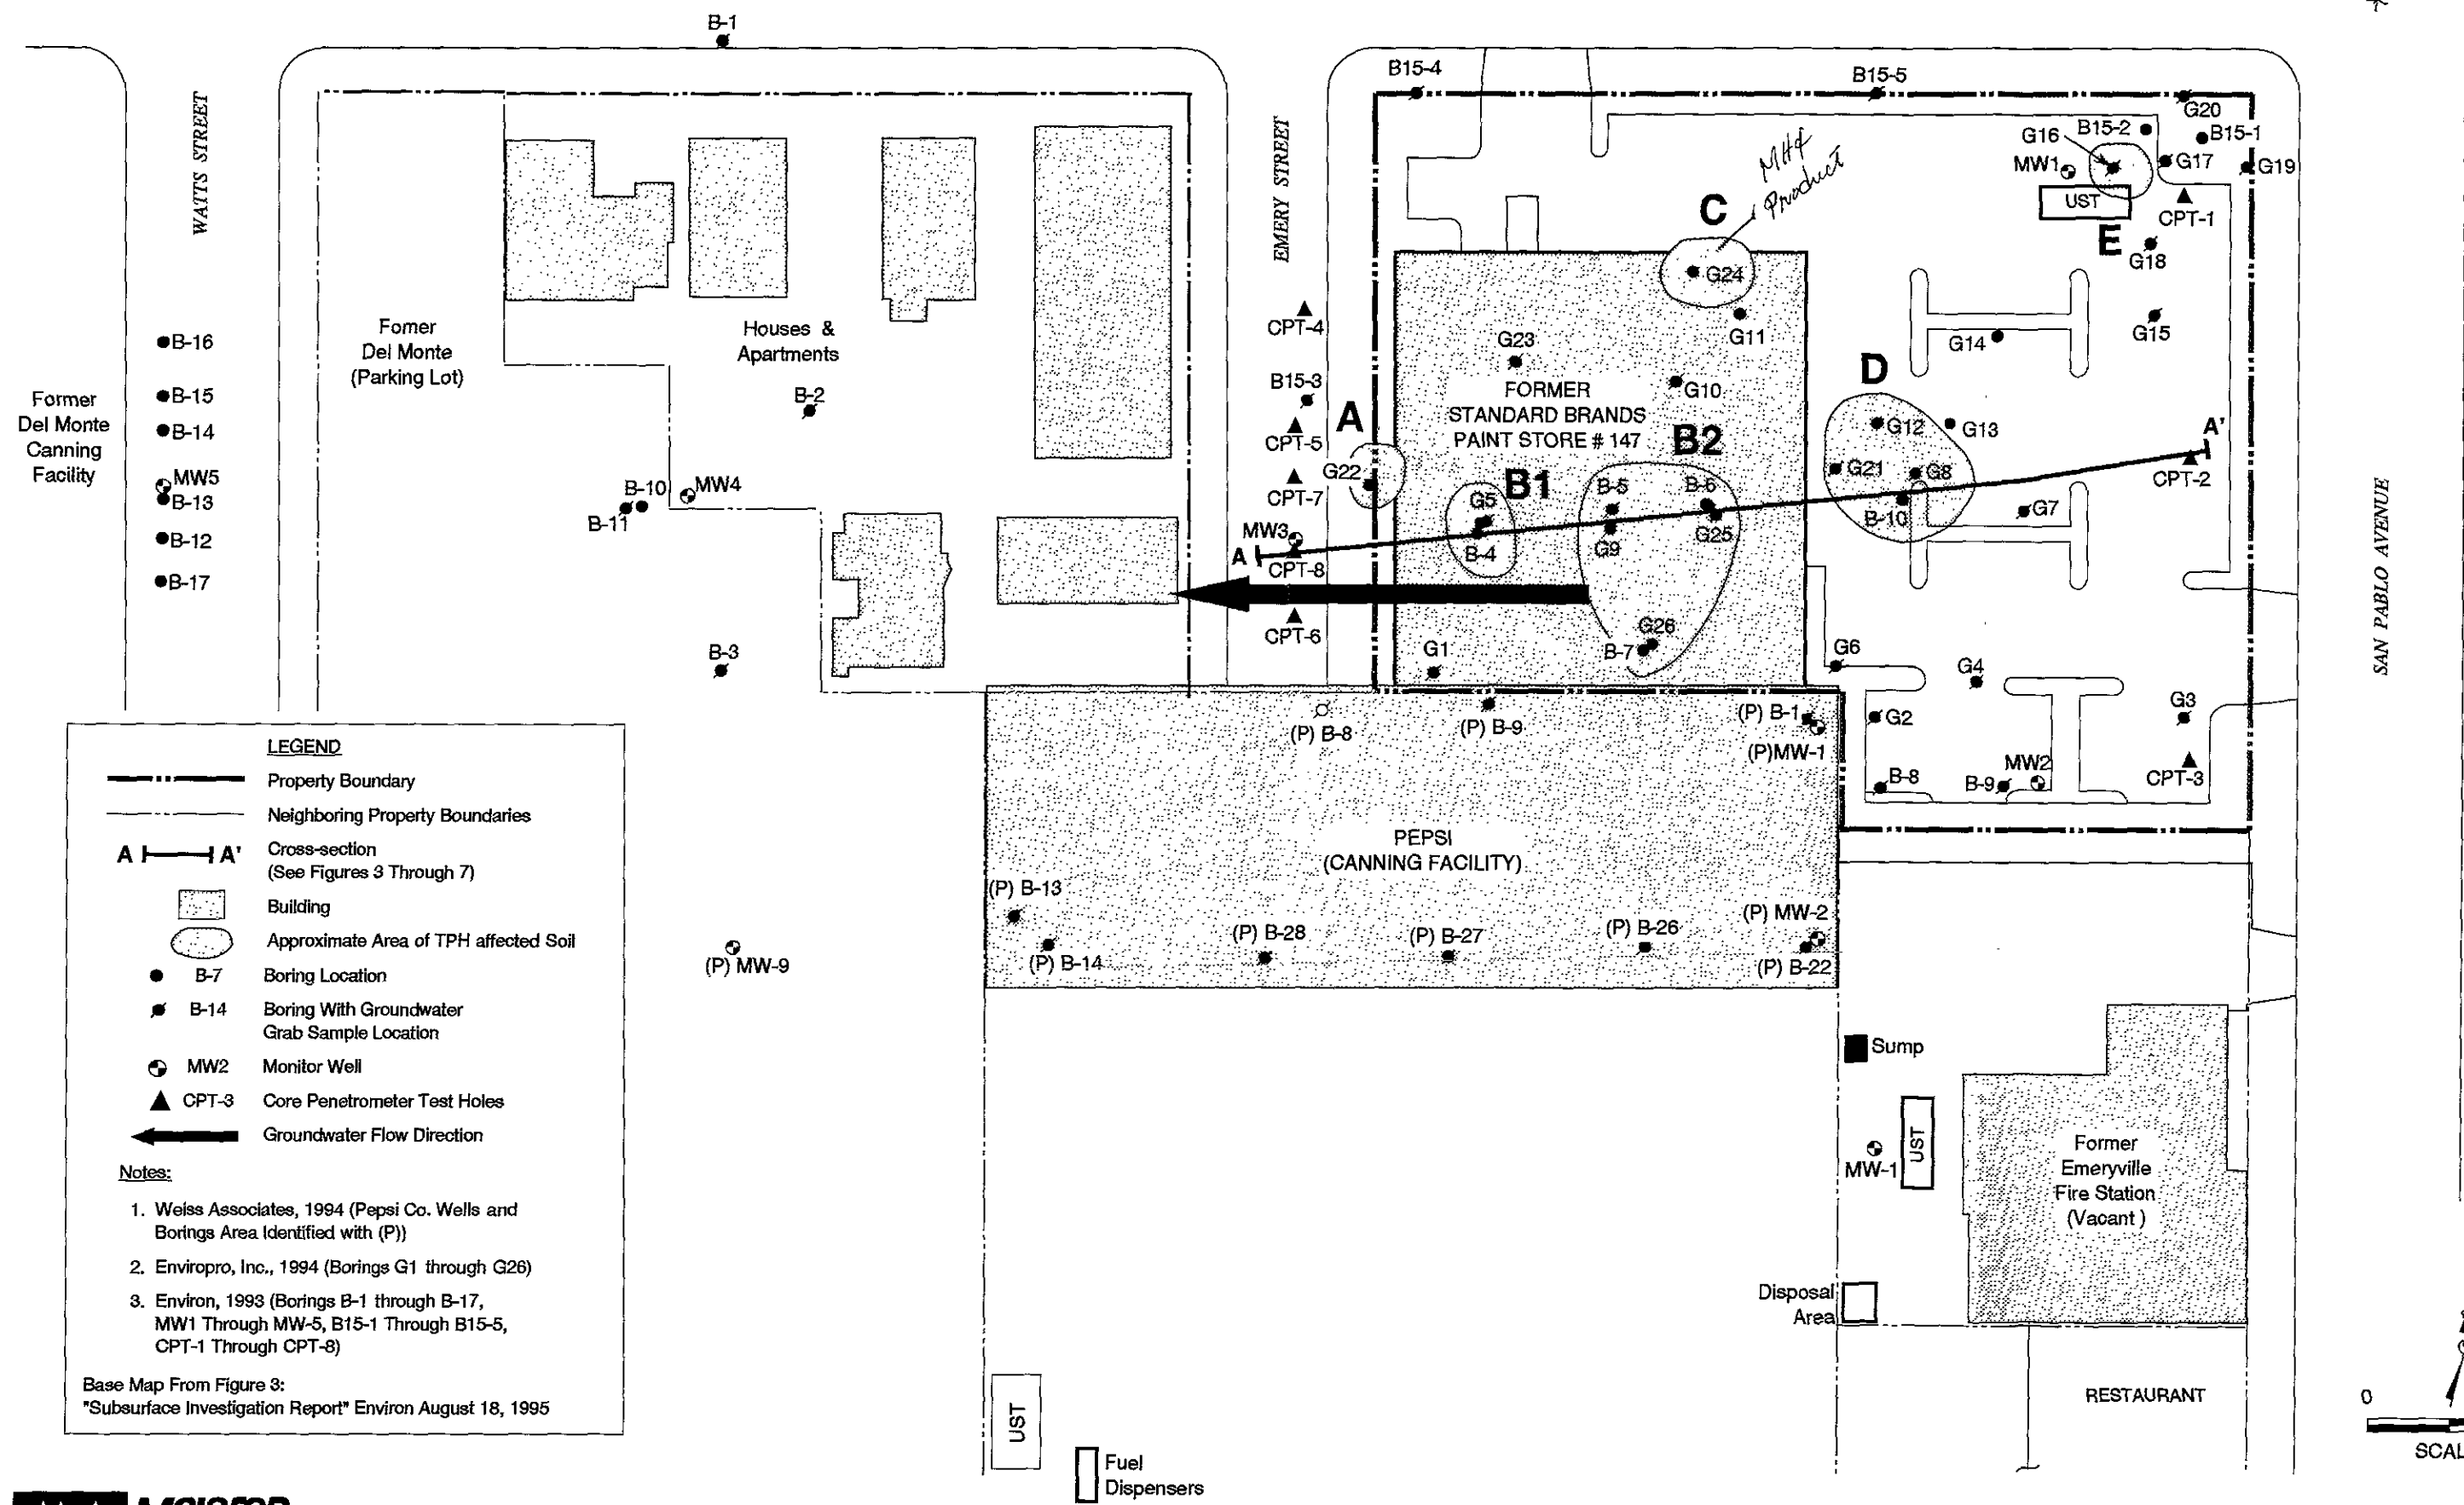 B-1
WATTS STREET
B-16
B-15
B-14
MW5
B-13
B-12
B-17
Former
Del Monte
Canning
Facility
Fomer
Del Monte
(Parking Lot)
Houses &
Apartments
B-2
B-10
B-11
MW4
B-3
EMERY STREET
CPT-4
B15-3
CPT-5
CPT-7
MW3
A
CPT-8
CPT-6
B15-4
B15-5
G20
B15-2
B15-1
G16
MW1
G17
G19
UST
CPT-1
E
G18
G15
G14
MH4
Product
C
G24
G11
G23
G10
FORMER
STANDARD BRANDS
PAINT STORE # 147
A
G22
B1
G5
B-4
B2
B-5
B-6
G9
G25
G26
B-7
G1
D
G12
G13
G21
G8
B-10
G7
A'
CPT-2
SAN PABLO AVENUE
G6
G4
G2
G3
B-8
B-9
MW2
CPT-3
(P) B-8
(P) B-9
(P) B-1
(P)MW-1
PEPSI
(CANNING FACILITY)
(P) B-13
(P) B-14
(P) B-28
(P) B-27
(P) B-26
(P) MW-2
(P) B-22
(P) MW-9
Sump
UST
MW-1
Former
Emeryville
Fire Station
(Vacant )
Disposal
Area
RESTAURANT
UST
Fuel
Dispensers
0
SCAL
LEGEND
Property Boundary
Neighboring Property Boundaries
A A' Cross-section
(See Figures 3 Through 7)
Building
Approximate Area of TPH affected Soil
B-7 Boring Location
B-14 Boring With Groundwater
Grab Sample Location
MW2 Monitor Well
CPT-3 Core Penetrometer Test Holes
Groundwater Flow Direction
Notes:
1. Weiss Associates, 1994 (Pepsi Co. Wells and
Borings Area Identified with (P))
2. Enviropro, Inc., 1994 (Borings G1 through G26)
3. Environ, 1993 (Borings B-1 through B-17,
MW1 Through MW-5, B15-1 Through B15-5,
CPT-1 Through CPT-8)
Base Map From Figure 3:
"Subsurface Investigation Report" Environ August 18, 1995